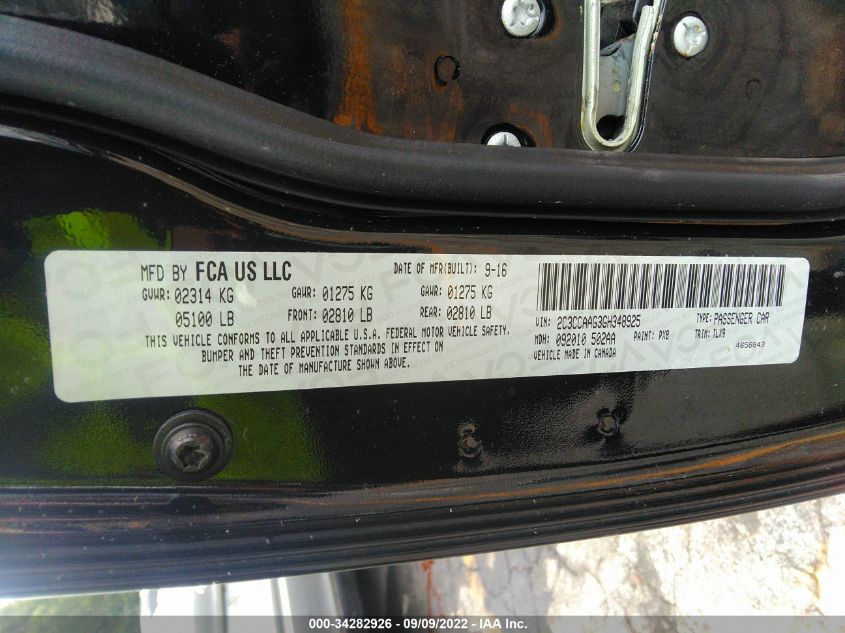 MFD BY FCA US LLC DATE OF MFR(BUILT): 9-16
GVWR: 02314 KG GAWR: 01275 KG GAWR: 01275 KG
05100 LB FRONT: 02810 LB REAR: 02810 LB
THIS VEHICLE CONFORMS TO ALL APPLICABLE U.S.A. FEDERAL MOTOR VEHICLE SAFETY,
BUMPER AND THEFT PREVENTION STANDARDS IN EFFECT ON
THE DATE OF MANUFACTURE SHOWN ABOVE.
VIN: 2C3CCAAG3GH348925 TYPE: PASSENGER CAR
MDH: 092010 502AA PAINT: PX8 TRIM: TLX9
VEHICLE MADE IN CANADA 4656643
000-34282926 - 09/09/2022 - IAA Inc.